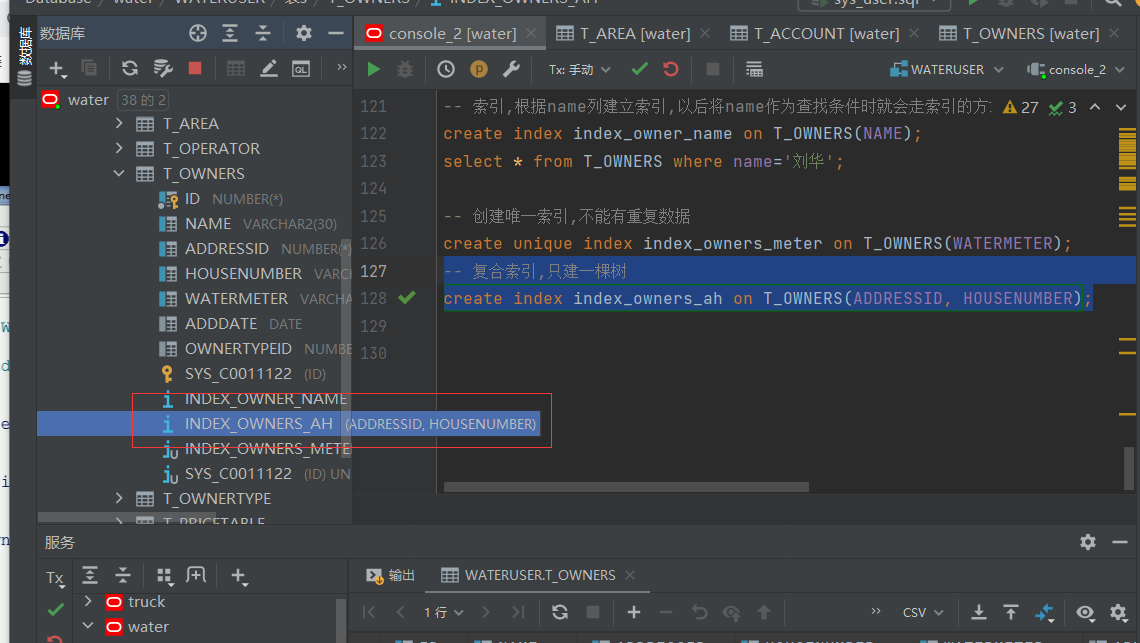 Database water WATERUSER 表s T_OWNERS INDEX_OWNERS_AH sys_user.sql
数据库
数据库 console_2 [water] T_AREA [water] T_ACCOUNT [water] T_OWNERS [water]
QL » Tx: 手动 WATERUSER console_2
water 38 的 2
T_AREA
T_OPERATOR
T_OWNERS
ID NUMBER(*)
NAME VARCHAR2(30)
ADDRESSID NUMBER(*)
HOUSENUMBER VARC
WATERMETER VARCHA
ADDDATE DATE
OWNERTYPEID NUMBE
SYS_C0011122 (ID)
INDEX_OWNER_NAME
INDEX_OWNERS_AH (ADDRESSID, HOUSENUMBER)
INDEX_OWNERS_METE
SYS_C0011122 (ID) UN
T_OWNERTYPE
T_PRICETABLE
121 -- 索引,根据name列建立索引,以后将name作为查找条件时就会走索引的方 27 3
122 create index index_owner_name on T_OWNERS(NAME);
123 select * from T_OWNERS where name='刘华';
124
125 -- 创建唯一索引,不能有重复数据
126 create unique index index_owners_meter on T_OWNERS(WATERMETER);
127 -- 复合索引,只建一棵树
128 create index index_owners_ah on T_OWNERS(ADDRESSID, HOUSENUMBER);
129
130
服务
Tx 输出 WATERUSER.T_OWNERS
truck
water
1 行 » CSV